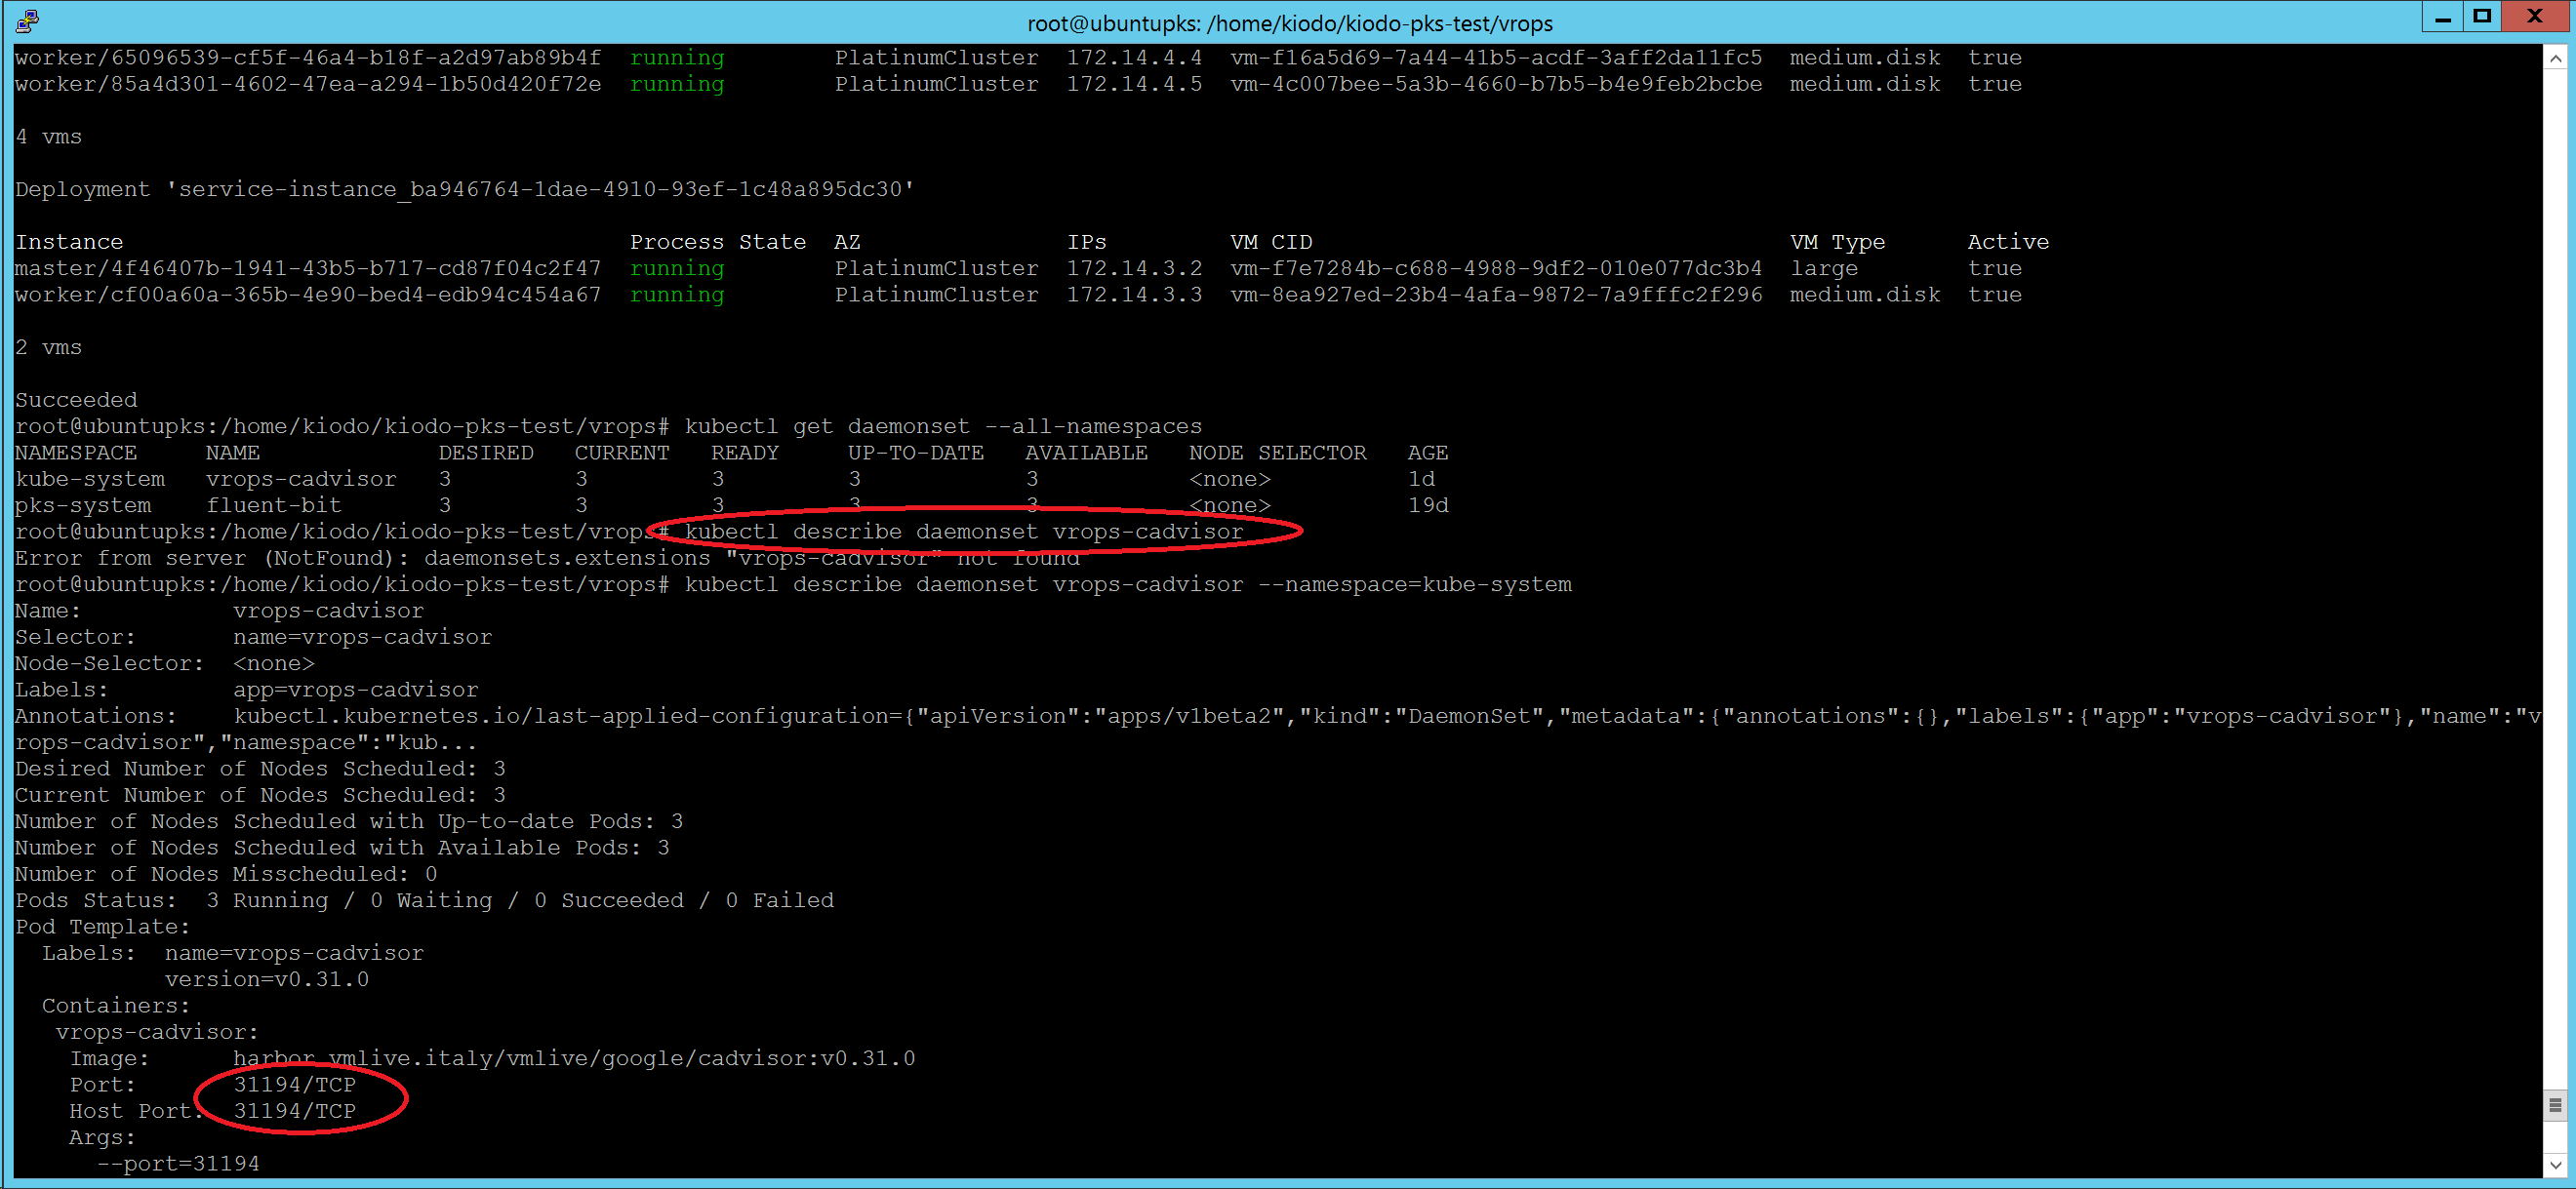 root@ubuntupks: /home/kiodo/kiodo-pks-test/vrops
worker/65096539-cf5f-46a4-b18f-a2d97ab89b4f running PlatinumCluster 172.14.4.4 vm-f16a5d69-7a44-41b5-acdf-3aff2da11fc5 medium.disk true
worker/85a4d301-4602-47ea-a294-1b50d420f72e running PlatinumCluster 172.14.4.5 vm-4c007bee-5a3b-4660-b7b5-b4e9feb2bcbe medium.disk true
4 vms
Deployment 'service-instance_ba946764-1dae-4910-93ef-1c48a895dc30'
Instance Process State AZ IPs VM CID VM Type Active
master/4f46407b-1941-43b5-b717-cd87f04c2f47 running PlatinumCluster 172.14.3.2 vm-f7e7284b-c688-4988-9df2-010e077dc3b4 large true
worker/cf00a60a-365b-4e90-bed4-edb94c454a67 running PlatinumCluster 172.14.3.3 vm-8ea927ed-23b4-4afa-9872-7a9fffc2f296 medium.disk true
2 vms
Succeeded
root@ubuntupks:/home/kiodo/kiodo-pks-test/vrops# kubectl get daemonset --all-namespaces
NAMESPACE NAME DESIRED CURRENT READY UP-TO-DATE AVAILABLE NODE SELECTOR AGE
kube-system vrops-cadvisor 3 3 3 3 3 <none> 1d
pks-system fluent-bit 3 3 3 3 3 <none> 19d
root@ubuntupks:/home/kiodo/kiodo-pks-test/vrops# kubectl describe daemonset vrops-cadvisor
Error from server (NotFound): daemonsets.extensions "vrops-cadvisor" not found
root@ubuntupks:/home/kiodo/kiodo-pks-test/vrops# kubectl describe daemonset vrops-cadvisor --namespace=kube-system
Name: vrops-cadvisor
Selector: name=vrops-cadvisor
Node-Selector: <none>
Labels: app=vrops-cadvisor
Annotations: kubectl.kubernetes.io/last-applied-configuration={"apiVersion":"apps/v1beta2","kind":"DaemonSet","metadata":{"annotations":{},"labels":{"app":"vrops-cadvisor"},"name":"v
rops-cadvisor","namespace":"kub...
Desired Number of Nodes Scheduled: 3
Current Number of Nodes Scheduled: 3
Number of Nodes Scheduled with Up-to-date Pods: 3
Number of Nodes Scheduled with Available Pods: 3
Number of Nodes Misscheduled: 0
Pods Status: 3 Running / 0 Waiting / 0 Succeeded / 0 Failed
Pod Template:
Labels: name=vrops-cadvisor
version=v0.31.0
Containers:
vrops-cadvisor:
Image: harbor.vmlive.italy/vmlive/google/cadvisor:v0.31.0
Port: 31194/TCP
Host Port: 31194/TCP
Args:
--port=31194